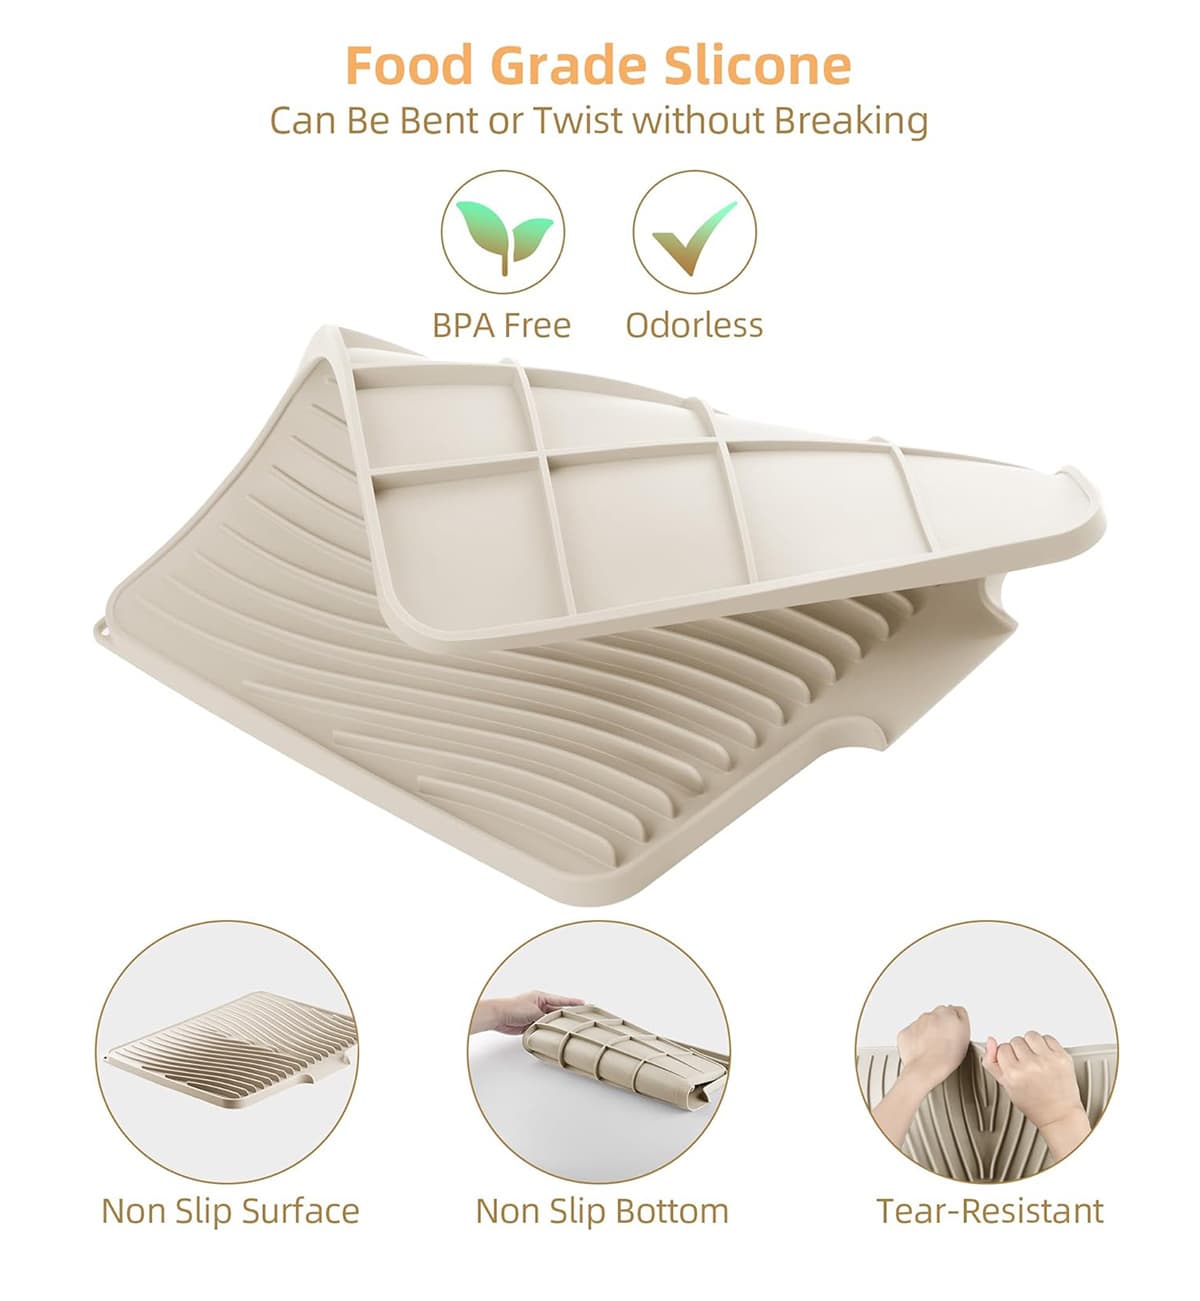 Food Grade Slicone
Can Be Bent or Twist without Breaking
BPA Free
Odorless
Non Slip Surface
Non Slip Bottom
Tear-Resistant